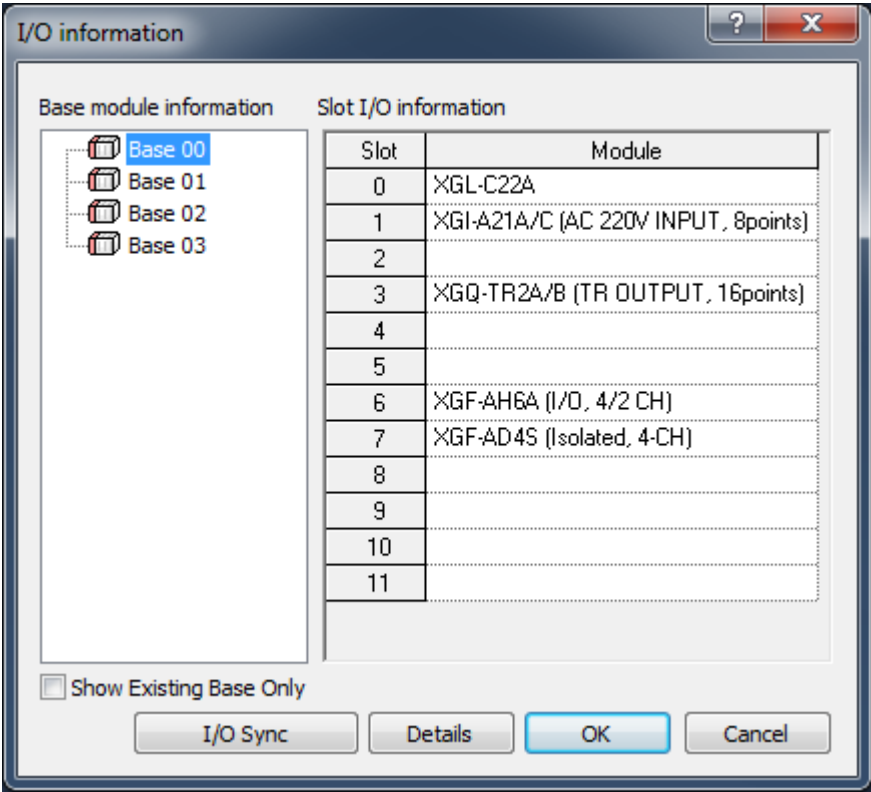 I/O information
?
X
Base module information
Slot I/O information
Base 00
Base 01
Base 02
Base 03
Slot Module
0 XGL-C22A
1 XGI-A21A/C (AC 220V INPUT, 8points)
2
3 XGQ-TR2A/B (TR OUTPUT, 16points)
4
5
6 XGF-AH6A (I/O, 4/2 CH)
7 XGF-AD4S (Isolated, 4-CH)
8
9
10
11
Show Existing Base Only
I/O Sync
Details
OK
Cancel